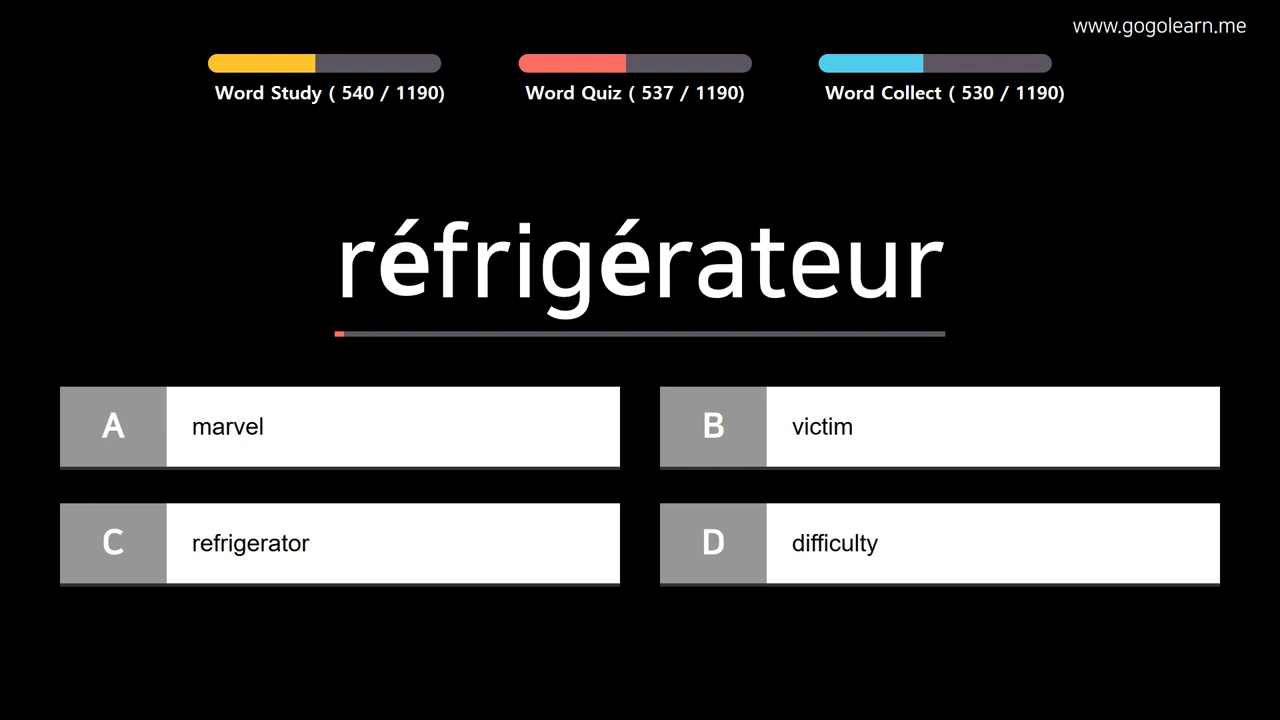 www.gogolearn.me
Word Study ( 540 / 1190)
Word Quiz ( 537 / 1190)
Word Collect ( 530 / 1190)
réfrigérateur
A marvel
B victim
C refrigerator
D difficulty